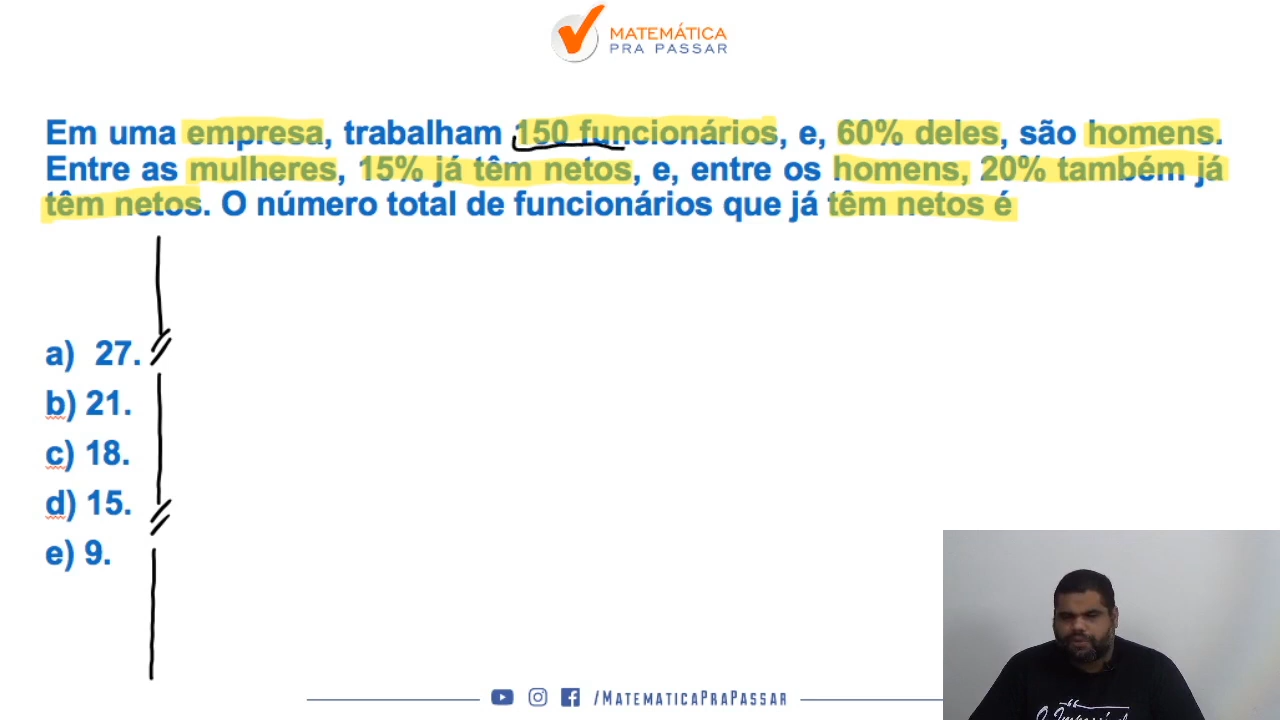 MATEMÁTICA
PRA PASSAR
Em uma empresa, trabalham 150 funcionários, e, 60% deles, são homens.
Entre as mulheres, 15% já têm netos, e, entre os homens, 20% também já
têm netos. O número total de funcionários que já têm netos é
a) 27.
b) 21.
c) 18.
d) 15.
e) 9.
/MATEMATICAPRAPASSAR